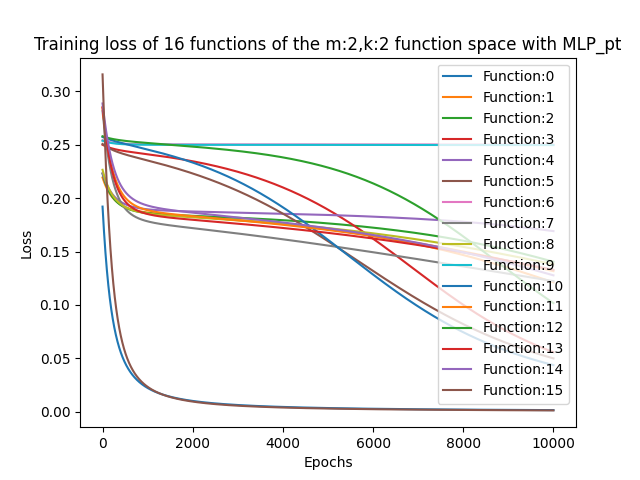 Training loss of 16 functions of the m:2,k:2 function space with MLP_pt
0.30
0.25
0.20
0.15
0.10
0.05
0.00
Loss
0
2000
4000
6000
8000
10000
Epochs
Function:0
Function:1
Function:2
Function:3
Function:4
Function:5
Function:6
Function:7
Function:8
Function:9
Function:10
Function:11
Function:12
Function:13
Function:14
Function:15